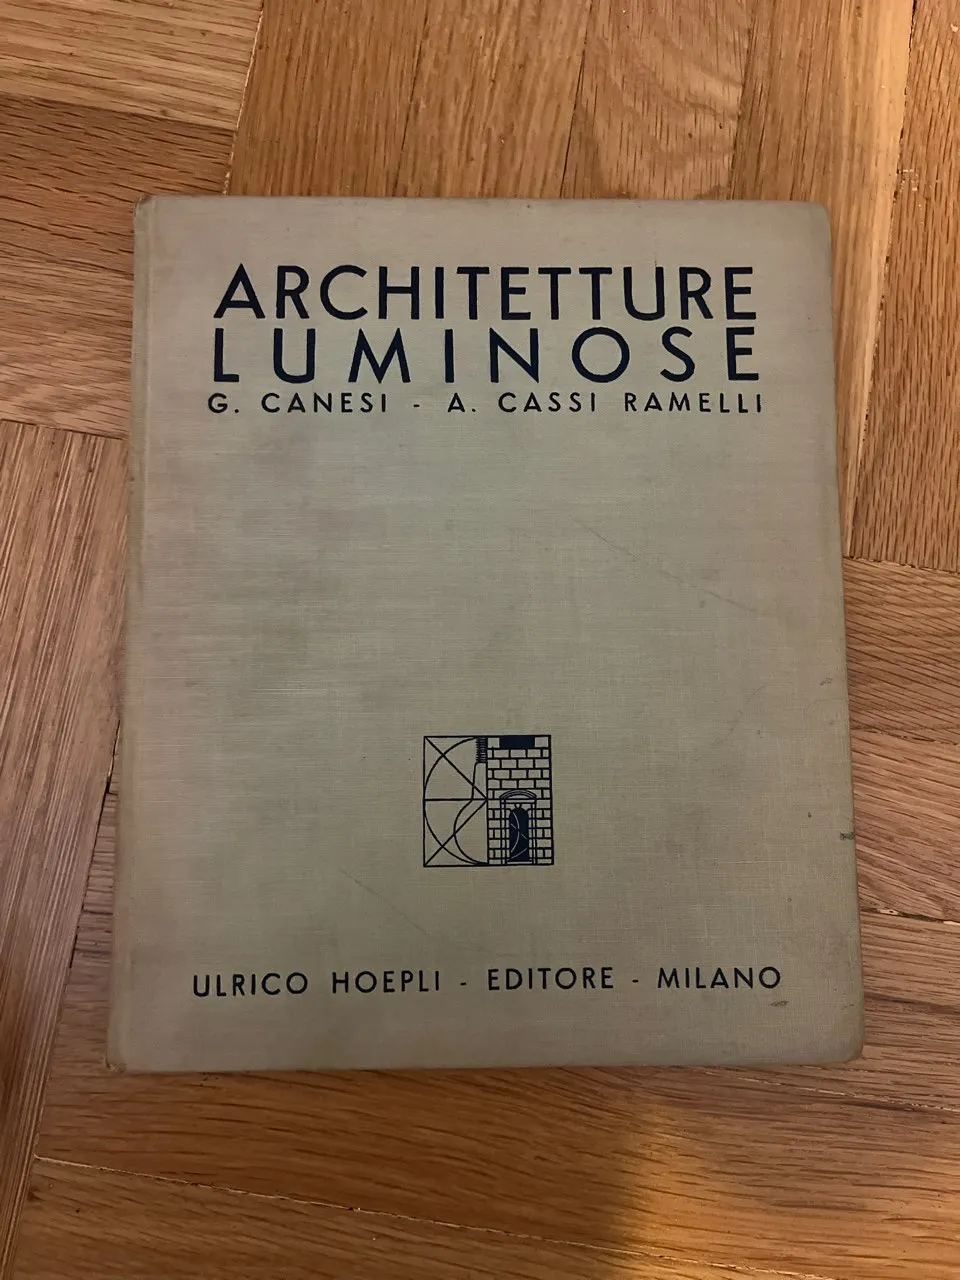 ARCHITETTURE
LUMINOSE
G. CANESI - A. CASSI RAMELLI
ULRICO HOEPLI - EDITORE - MILANO